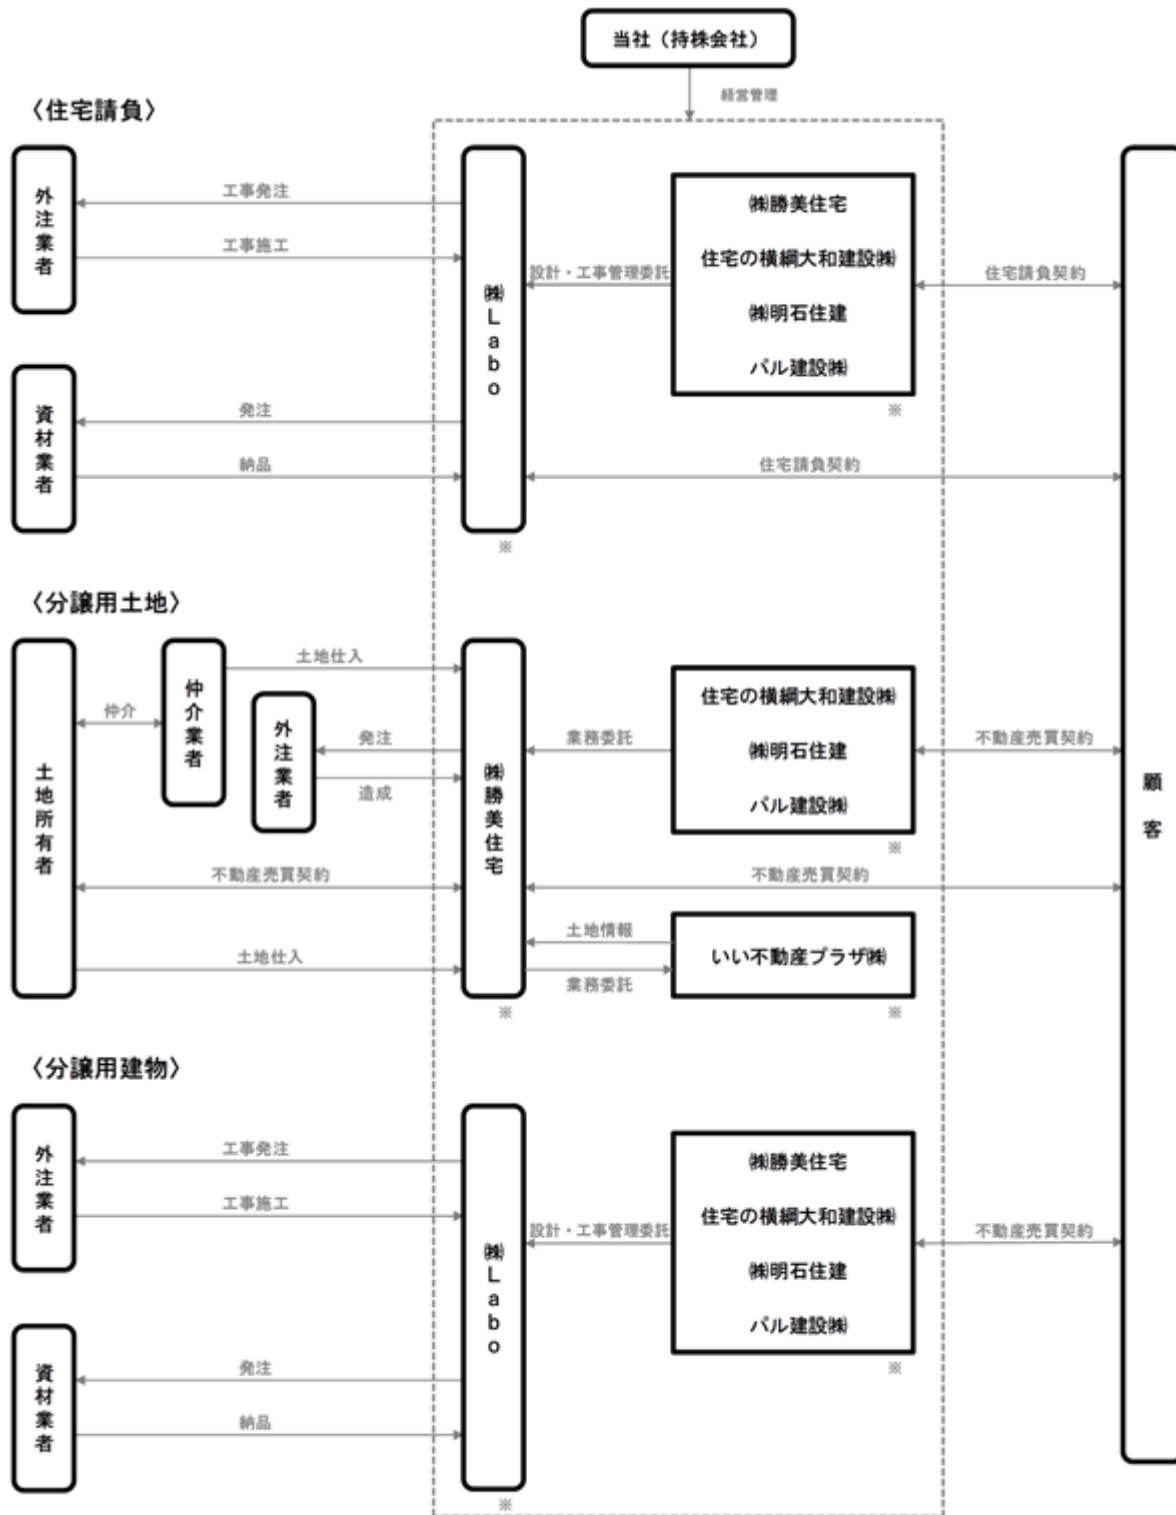 当社（持株会社）
経営管理
〈住宅請負〉
外注業者
工事発注
工事施工
資材業者
発注
納品
㈱Labo
※
設計・工事管理委託
㈱勝美住宅
住宅の横綱大和建設㈱
㈱明石住建
パル建設㈱
※
住宅請負契約
住宅請負契約
顧客
〈分譲用土地〉
土地所有者
仲介
仲介業者
土地仕入
外注業者
発注
造成
不動産売買契約
土地仕入
㈱勝美住宅
※
業務委託
住宅の横綱大和建設㈱
㈱明石住建
パル建設㈱
※
不動産売買契約
不動産売買契約
土地情報
業務委託
いい不動産プラザ㈱
※
〈分譲用建物〉
外注業者
工事発注
工事施工
資材業者
発注
納品
㈱Labo
※
設計・工事管理委託
㈱勝美住宅
住宅の横綱大和建設㈱
㈱明石住建
パル建設㈱
※
不動産売買契約